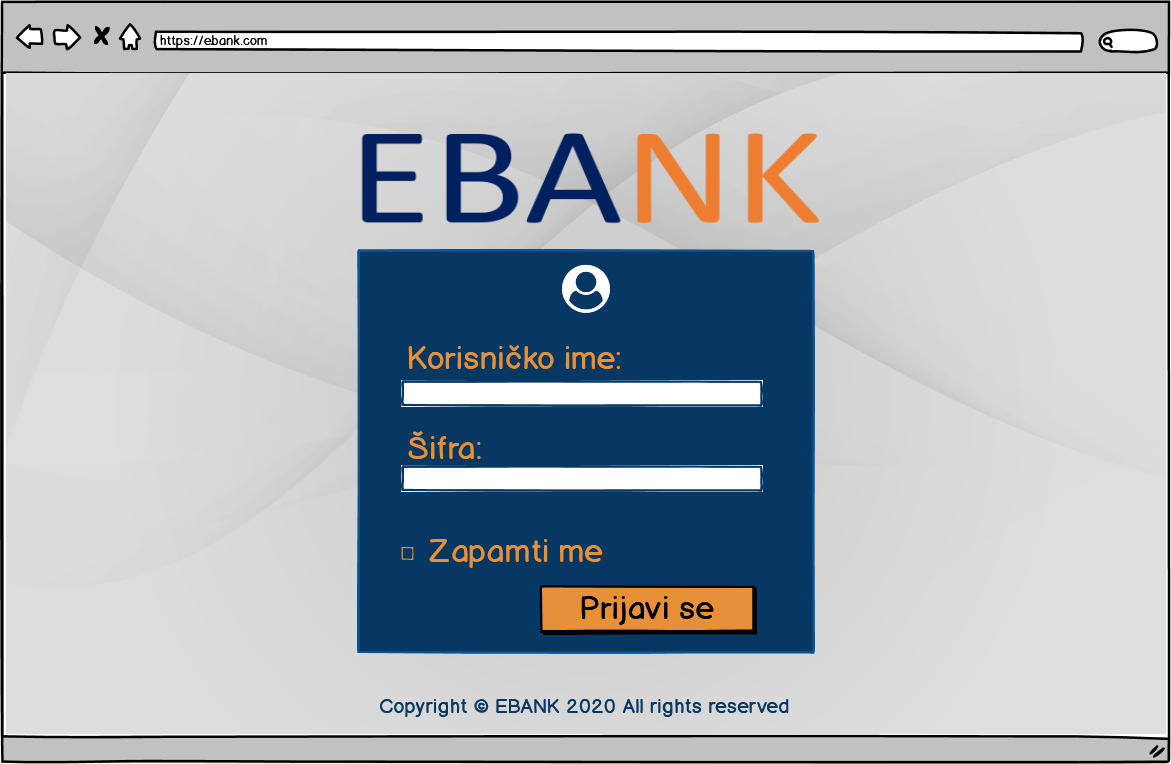 https://ebank.com
EBANK
Korisničko ime:
Šifra:
Zapamti me
Prijavi se
Copyright © EBANK 2020 All rights reserved